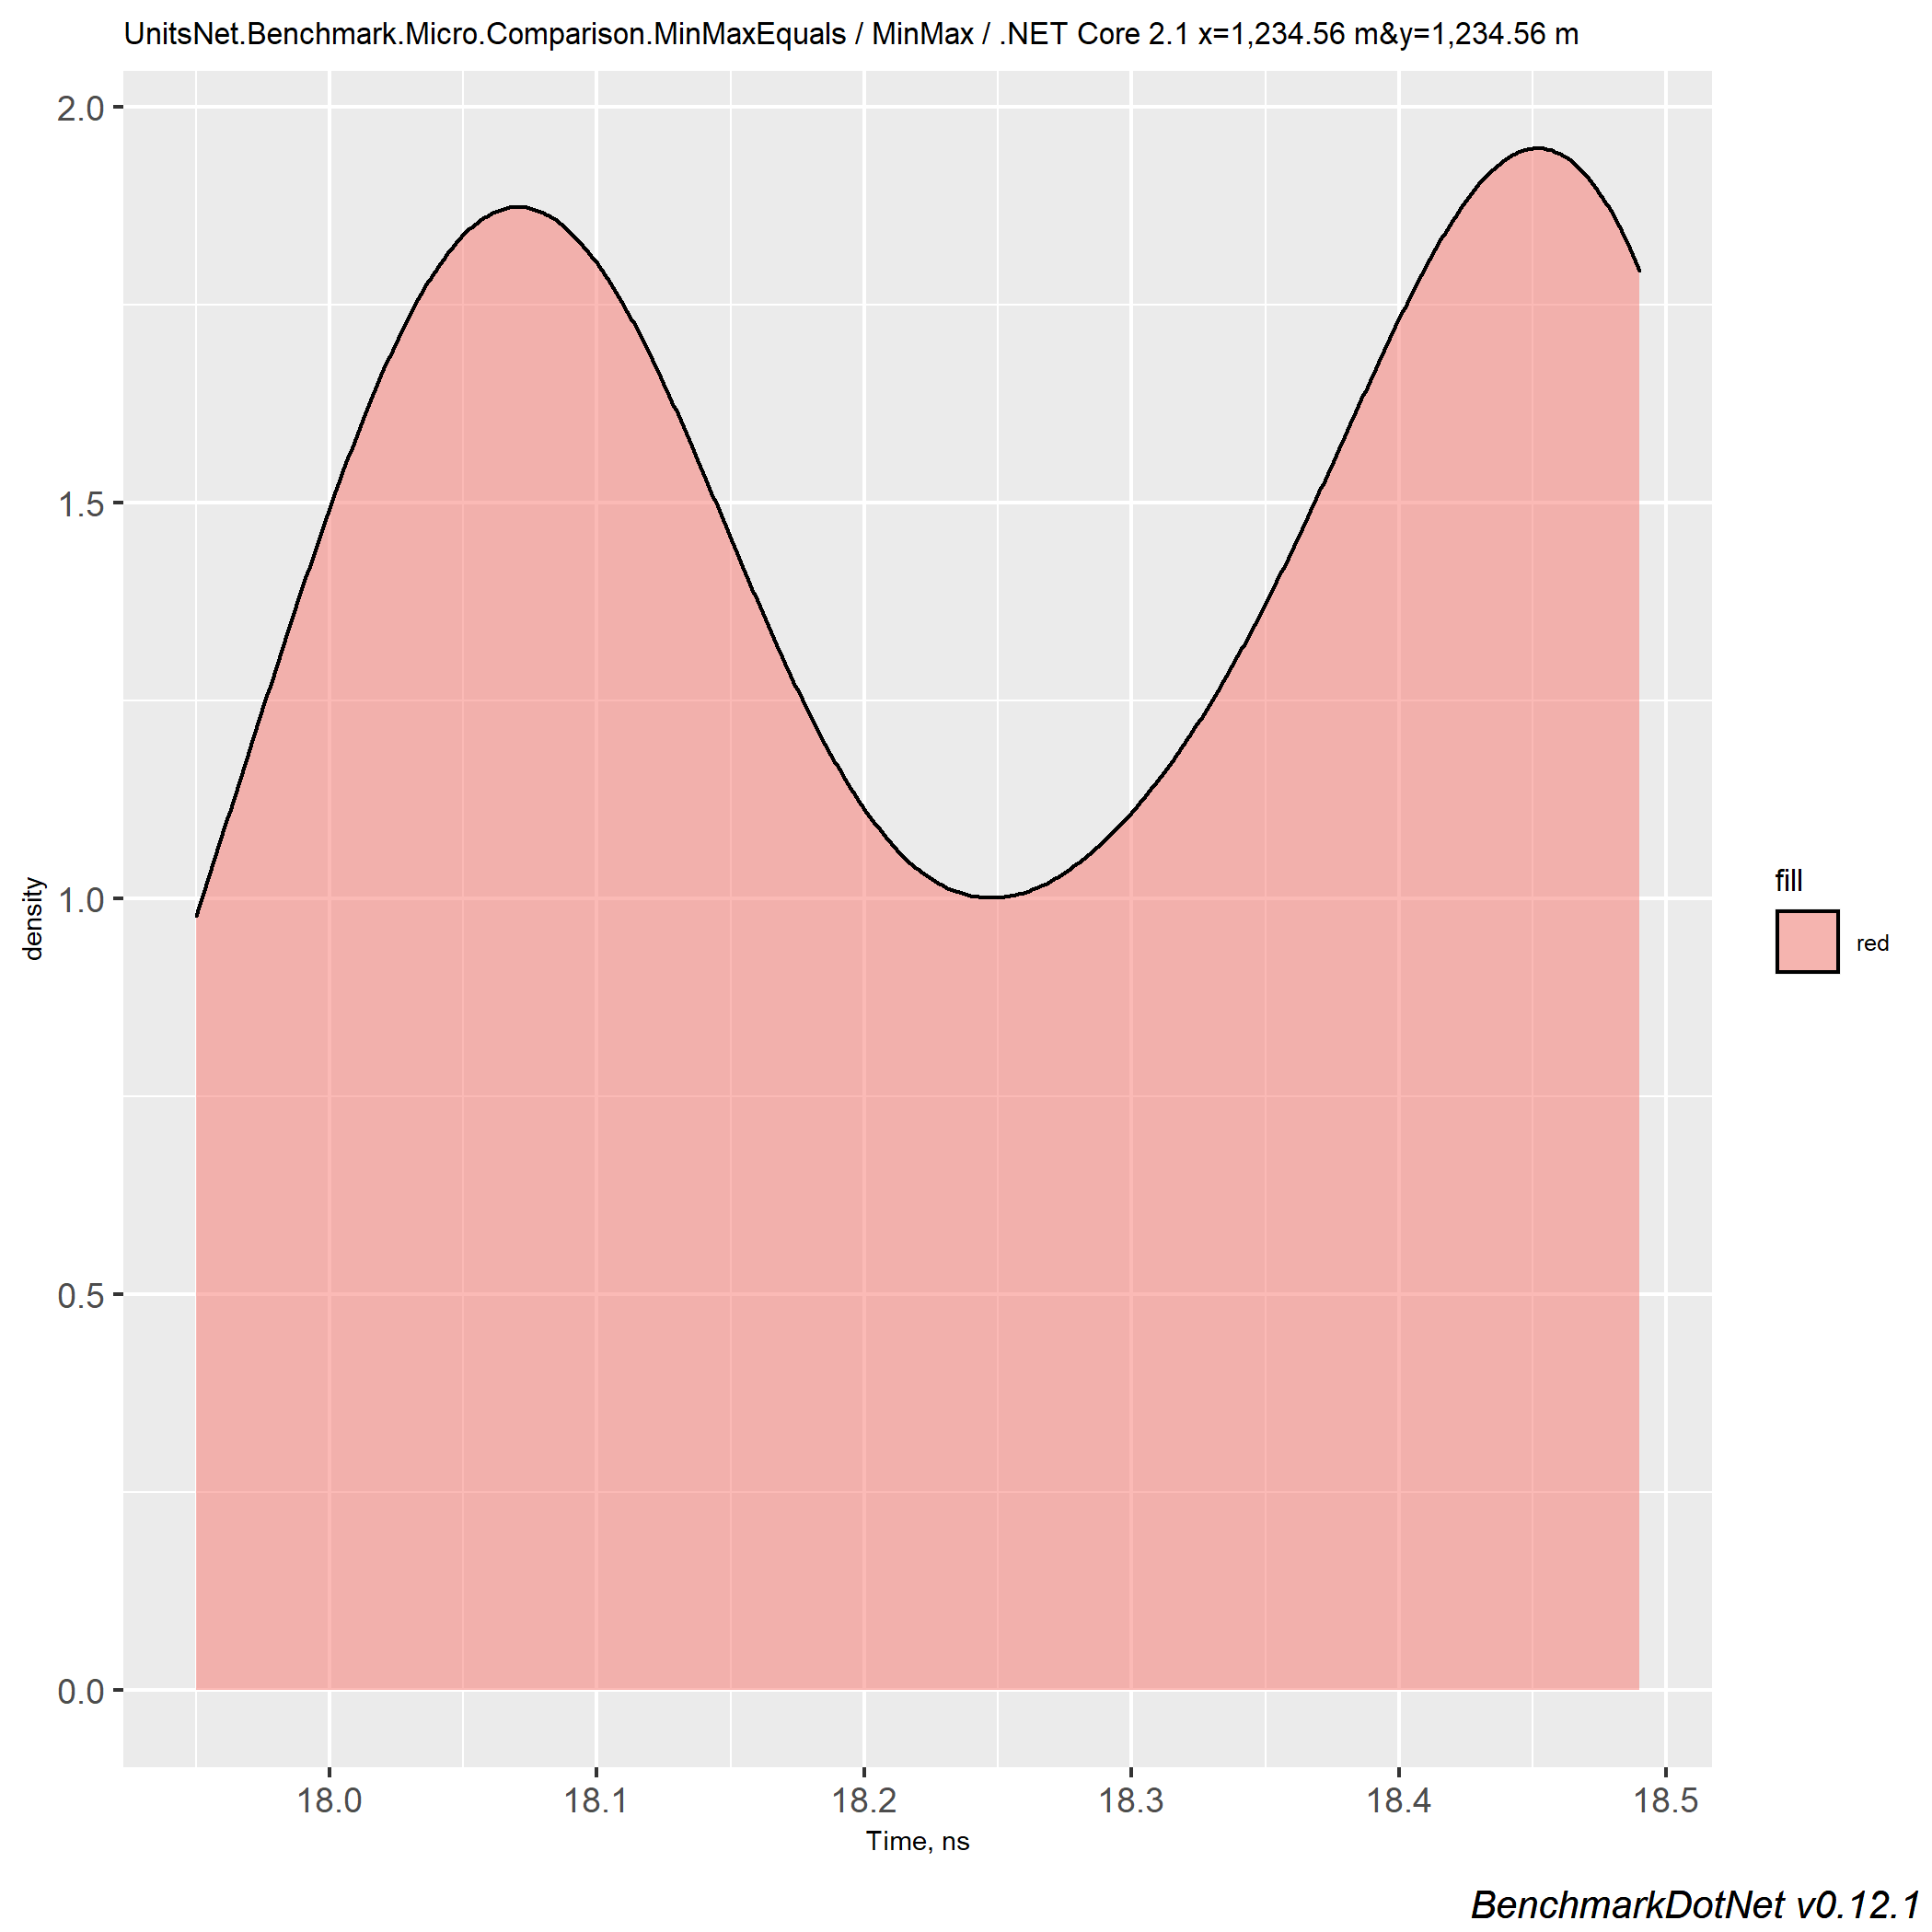 UnitsNet.Benchmark.Micro.Comparison.MinMaxEquals / MinMax / .NET Core 2.1 x=1,234.56 m&y=1,234.56 m
2.0
1.5
1.0
0.5
0.0
density
18.0 18.1 18.2 18.3 18.4 18.5
Time, ns
fill
red
BenchmarkDotNet v0.12.1